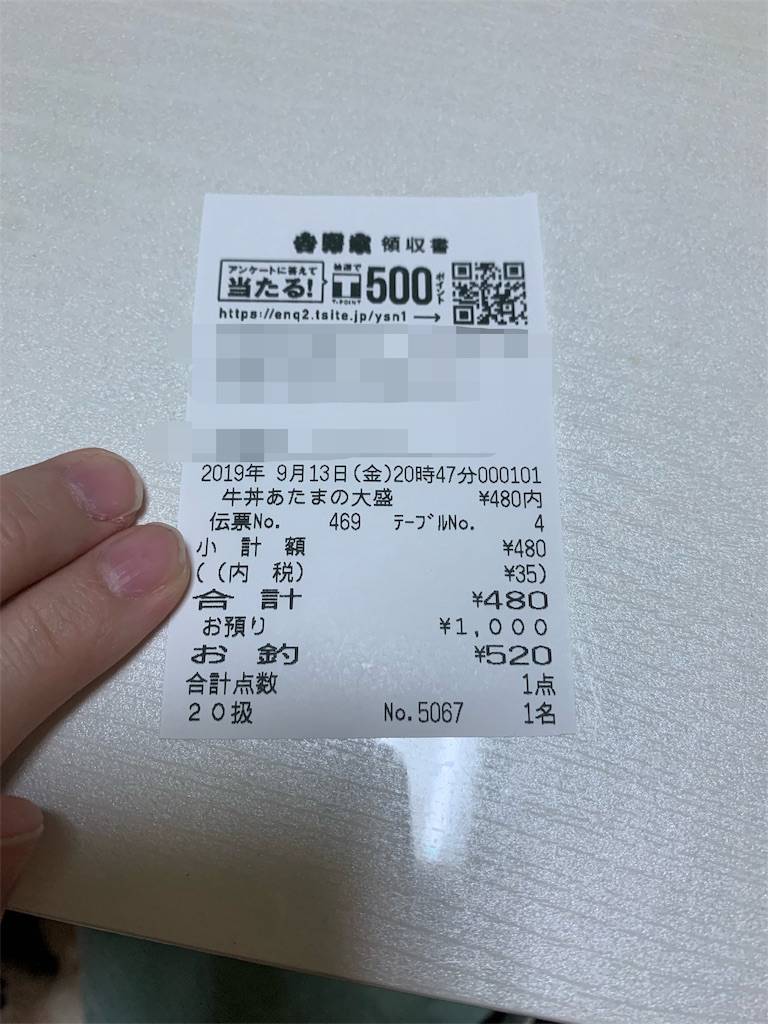 吉野家 領収書
アンケートに答えて 当たる! 抽選で T-POINT 500 ポイント
https://enq2.tsite.jp/ysn1 →
2019年 9月13日(金)20時47分000101
牛丼あたまの大盛 ¥480内
伝票No. 469 テーブルNo. 4
小 計 額 ¥480
((内 税) ¥35)
合 計 ¥480
お預り ¥1,000
お 釣 ¥520
合計点数 1点
20扱 No.5067 1名